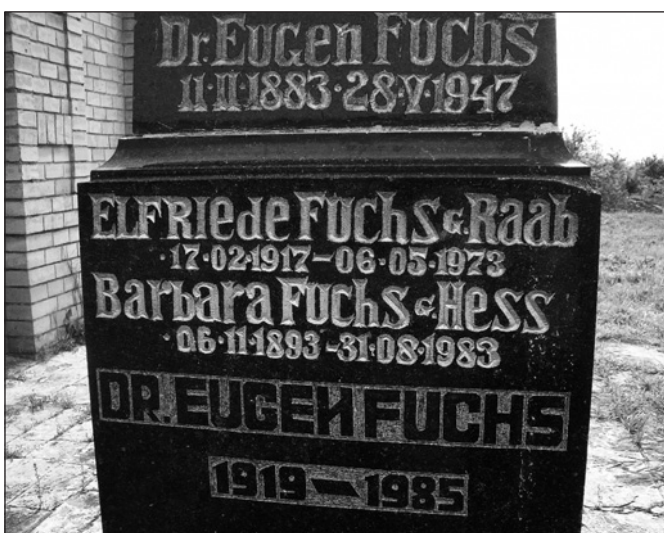 Dr. Eugen Fuchs
11·II·1883·28·V·1947
Elfriede Fuchs g. Raab
·17·02·1917–06·05·1973
Barbara Fuchs g. Hess
·06·11·1893-31·08·1983
DR. EUGEN FUCHS
1919–1985